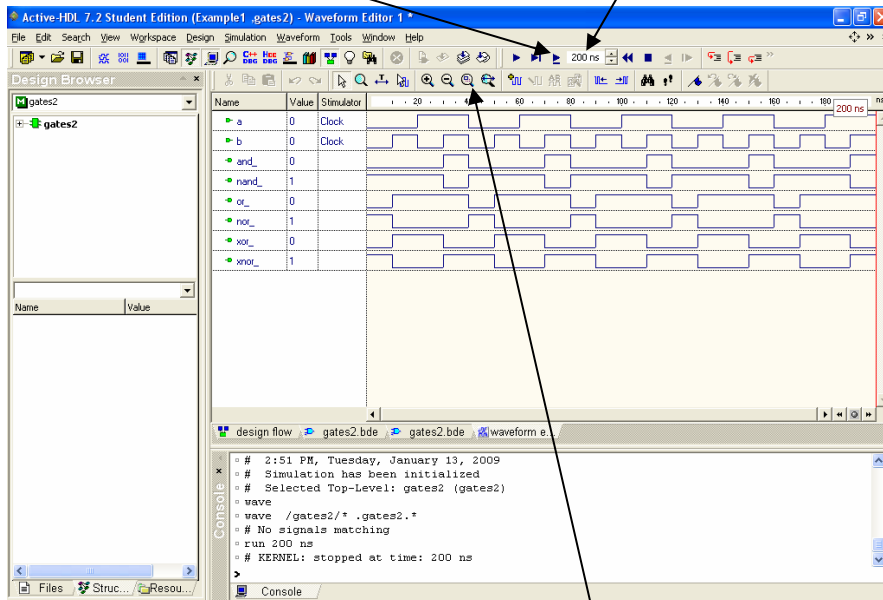 Active-HDL 7.2 Student Edition (Example1 ,gates2) - Waveform Editor 1 *
File Edit Search View Workspace Design Simulation Waveform Tools Window Help
200 ns
Design Browser
gates2
gates2
Name Value
Files Struc... Resou...
Name Value Stimulator 20 60 80 100 120 140 160 180 ns
200 ns
a 0 Clock
b 0 Clock
and_ 0
nand_ 1
or_ 0
nor_ 1
xor_ 0
xnor_ 1
design flow gates2.bde gates2.bde waveform e...
Console
# 2:51 PM, Tuesday, January 13, 2009
# Simulation has been initialized
# Selected Top-Level: gates2 (gates2)
wave
wave /gates2/* .gates2.*
# No signals matching
run 200 ns
# KERNEL: stopped at time: 200 ns
>
Console